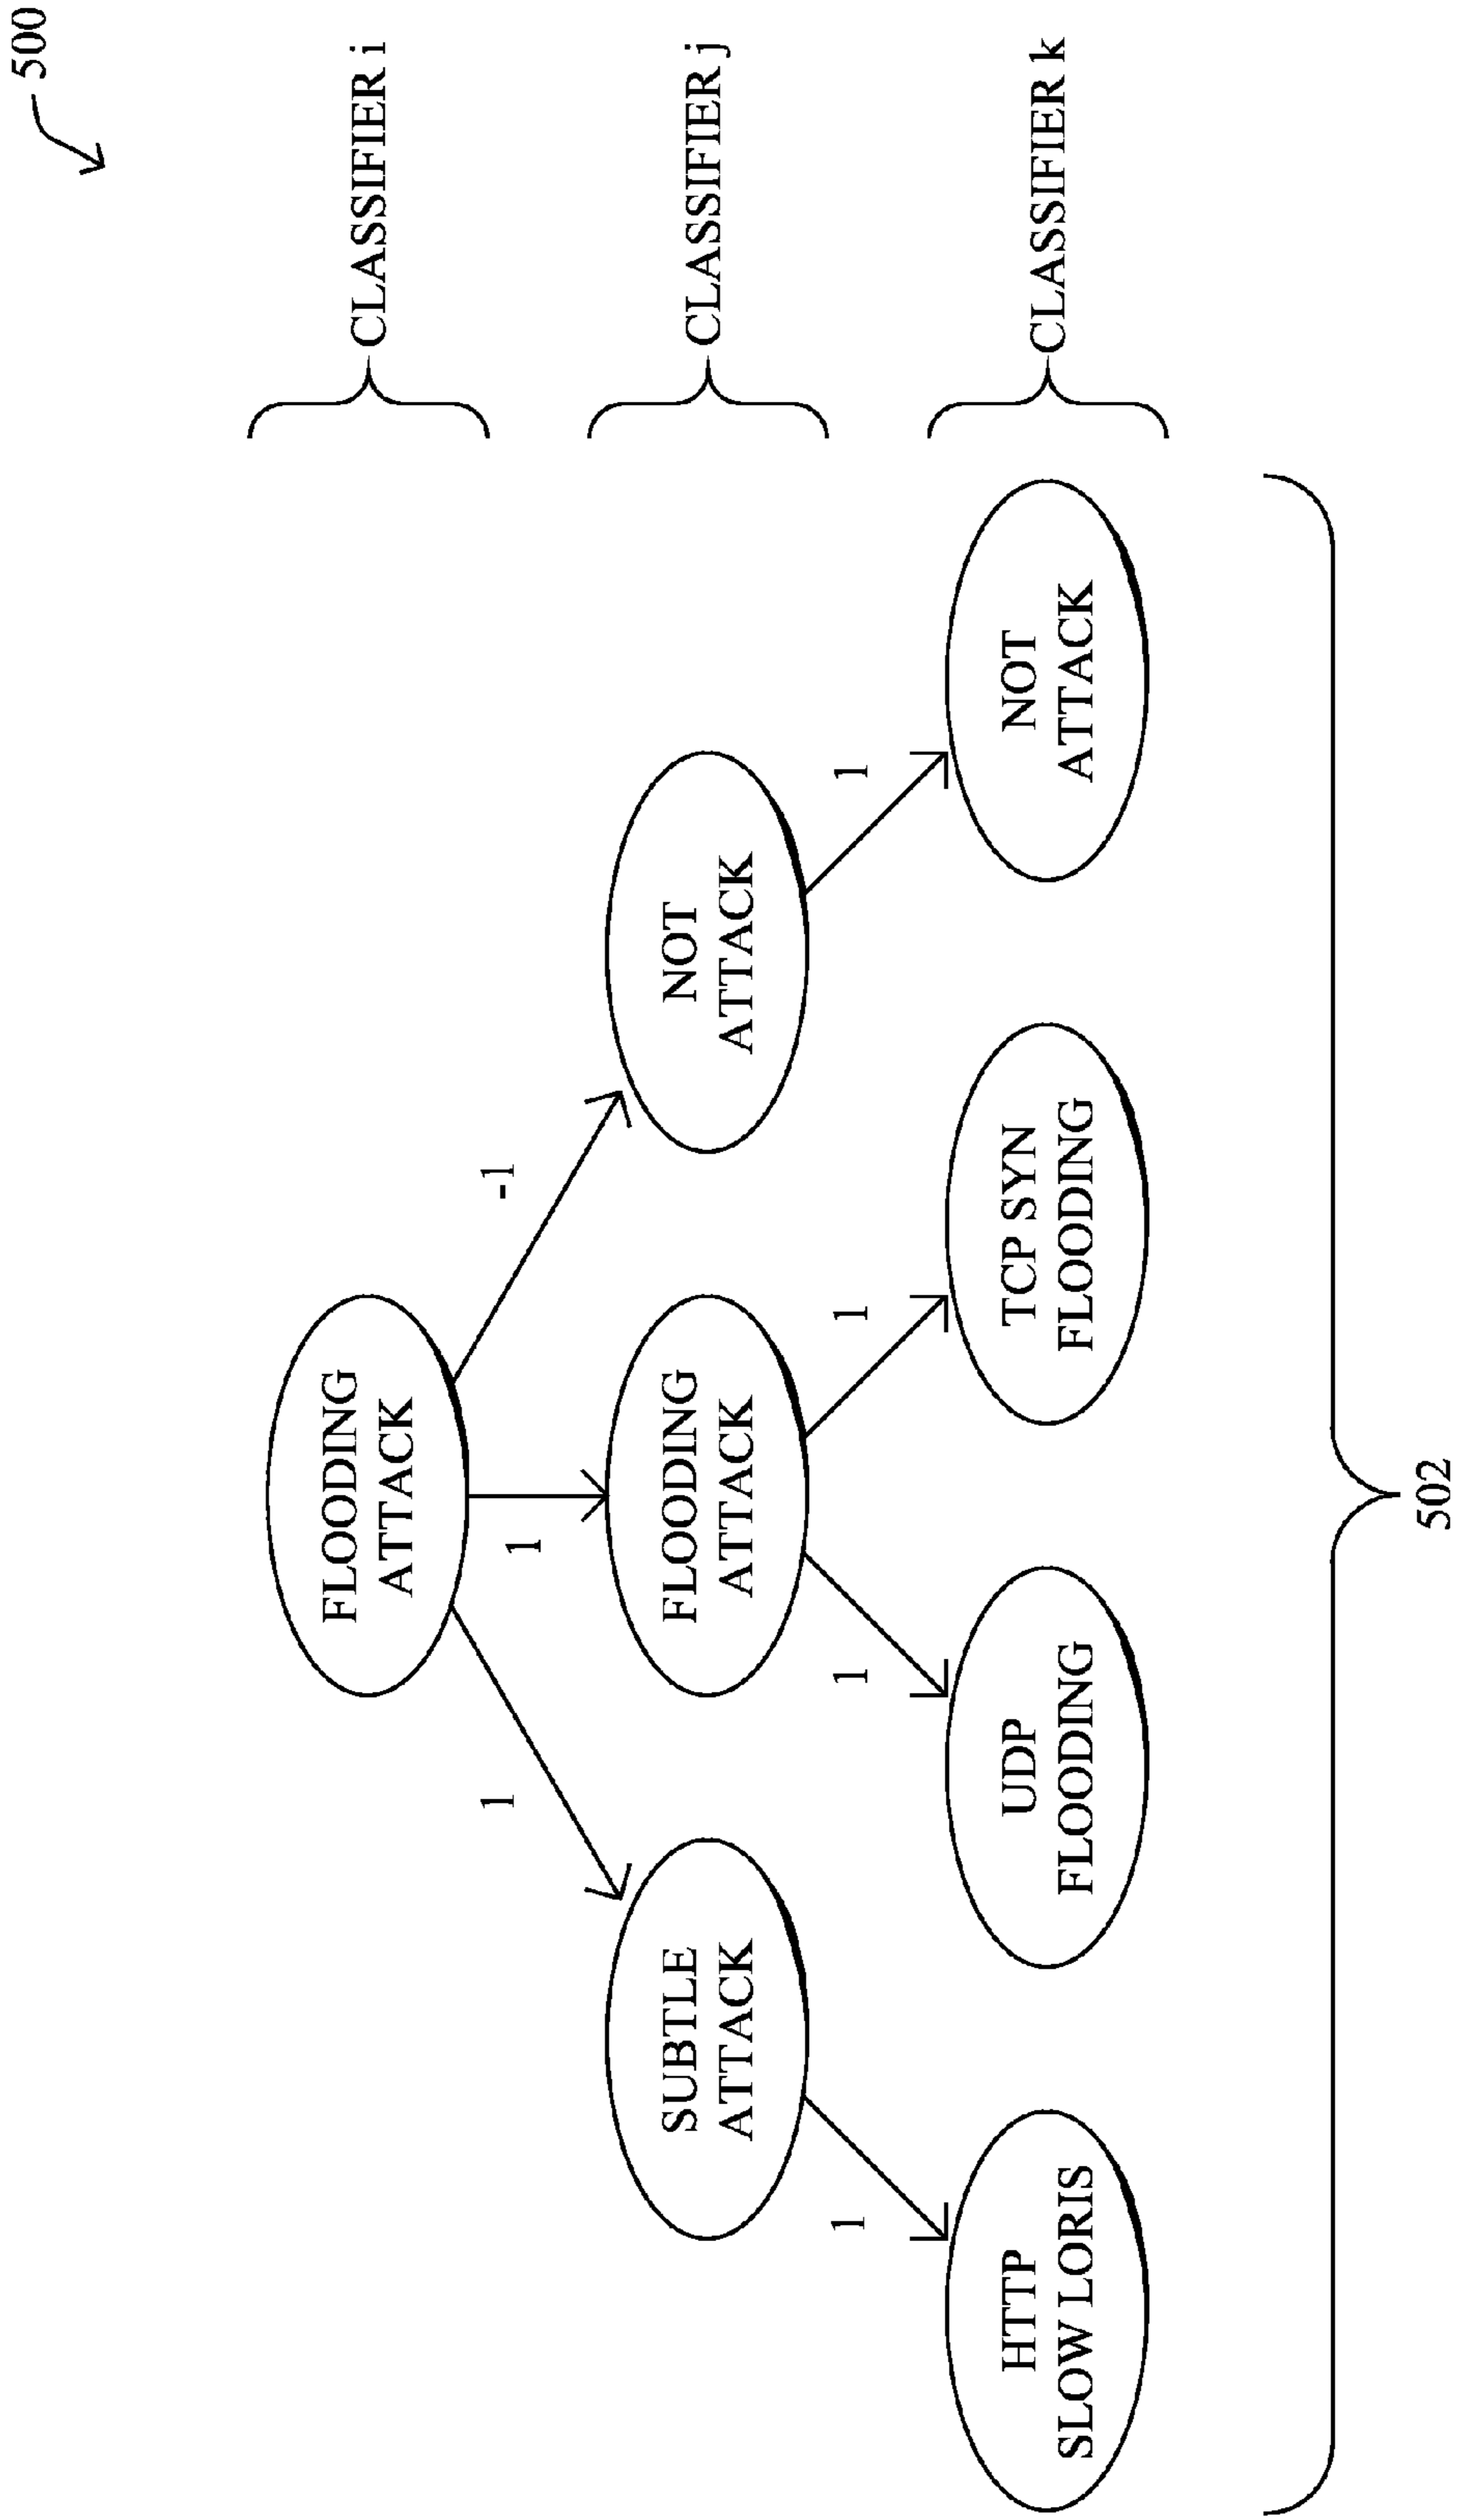 500
FLOODING
ATTACK
CLASSIFIER i
1
1
-1
SUBTLE
ATTACK
FLOODING
ATTACK
NOT
ATTACK
CLASSIFIER j
1
1
1
1
HTTP
SLOW LORIS
UDP
FLOODING
TCP SYN
FLOODING
NOT
ATTACK
CLASSIFIER k
502